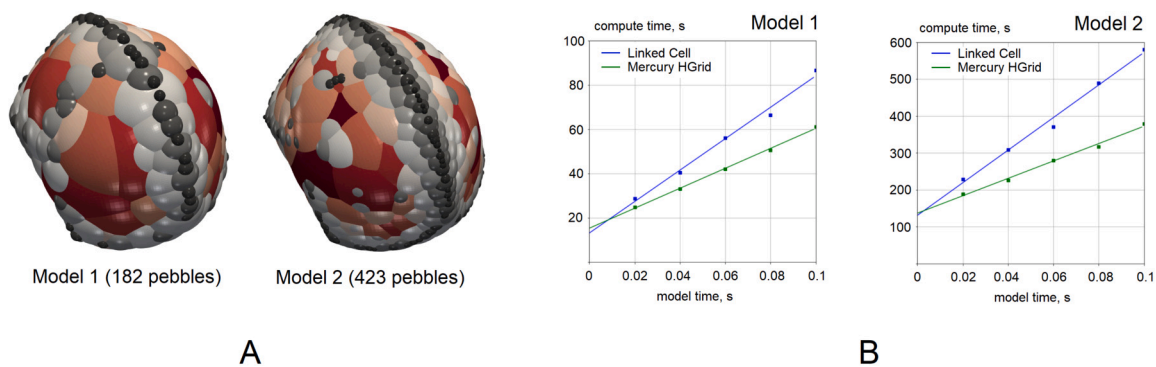 Model 1 (182 pebbles)
Model 2 (423 pebbles)
A
compute time, s
Model 1
100
80
60
40
20
Linked Cell
Mercury HGrid
0
0.02
0.04
0.06
0.08
0.1
model time, s
compute time, s
Model 2
600
500
400
300
200
100
Linked Cell
Mercury HGrid
0
0.02
0.04
0.06
0.08
0.1
model time, s
B